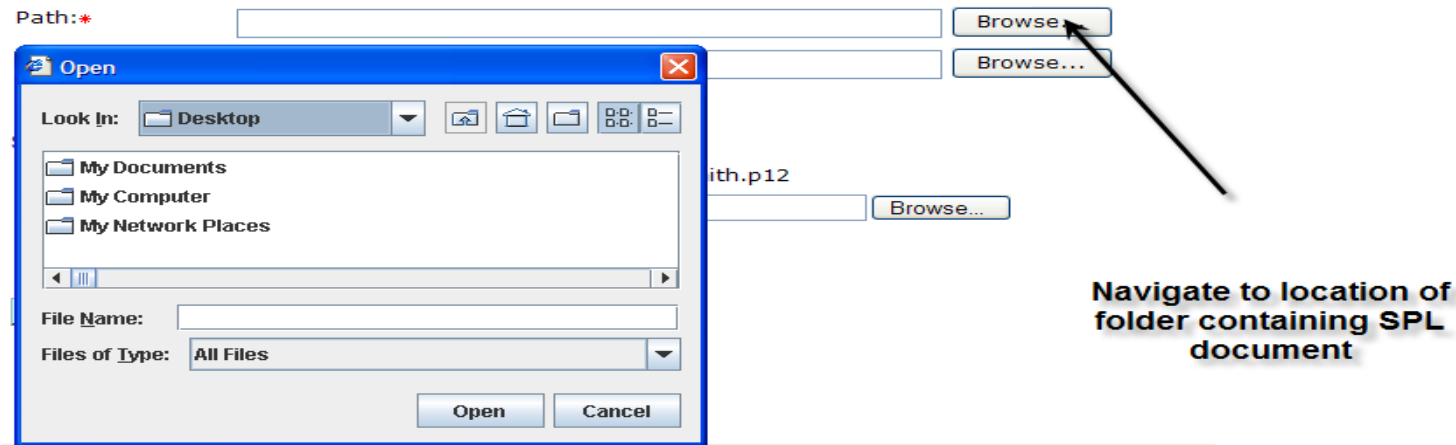 Path:* Browse...
Open
Browse...
Look In: Desktop
My Documents
My Computer
ith.p12
My Network Places
Browse...
Navigate to location of
folder containing SPL
document
File Name:
Files of Type: All Files
Open Cancel